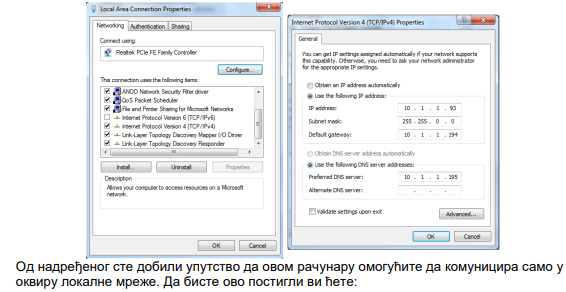 Local Area Connection Properties
Networking Authentication Sharing
Connect using:
Realtek PCIe FE Family Controller
Configure...
This connection uses the following items:
ANOD Network Security Filter driver
QoS Packet Scheduler
File and Printer Sharing for Microsoft Networks
Internet Protocol Version 6 (TCP/IPv6)
Internet Protocol Version 4 (TCP/IPv4)
Link-Layer Topology Discovery Mapper I/O Driver
Link-Layer Topology Discovery Responder
Install... Uninstall Properties
Description
Allows your computer to access resources on a Microsoft
network.
OK Cancel
Internet Protocol Version 4 (TCP/IPv4) Properties
General
You can get IP settings assigned automatically if your network supports
this capability. Otherwise, you need to ask your network administrator
for the appropriate IP settings.
Obtain an IP address automatically
Use the following IP address:
IP address: 10 . 1 . 1 . 93
Subnet mask: 255 . 255 . 0 . 0
Default gateway: 10 . 1 . 1 . 194
Obtain DNS server address automatically
Use the following DNS server addresses:
Preferred DNS server: 10 . 1 . 1 . 195
Alternate DNS server: . . .
Validate settings upon exit
Advanced...
OK Cancel
Од надређеног сте добили упутство да овом рачунару омогућите да комуницира само у
оквиру локалне мреже. Да бисте ово постигли ви ћете: